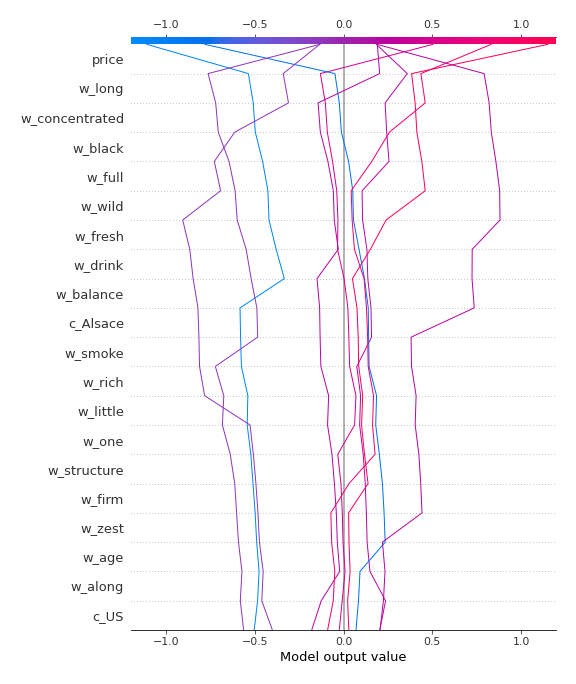 −1.0 −0.5 0.0 0.5 1.0
price
w_long
w_concentrated
w_black
w_full
w_wild
w_fresh
w_drink
w_balance
c_Alsace
w_smoke
w_rich
w_little
w_one
w_structure
w_firm
w_zest
w_age
w_along
c_US
−1.0 −0.5 0.0 0.5 1.0
Model output value